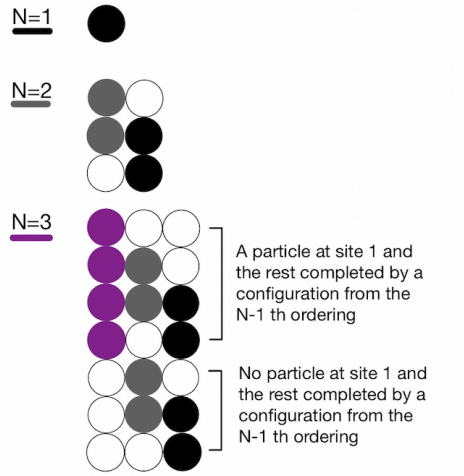 N=1
N=2
N=3
A particle at site 1 and
the rest completed by a
configuration from the
N-1 th ordering
No particle at site 1 and
the rest completed by a
configuration from the
N-1 th ordering